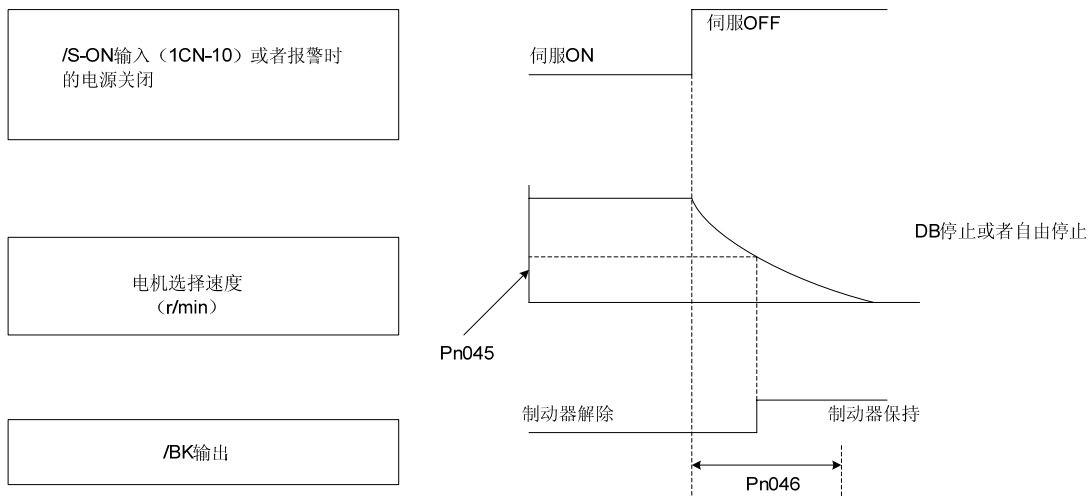 /S-ON输入（1CN-10）或者报警时
的电源关闭
伺服ON
伺服OFF
电机选择速度
（r/min）
DB停止或者自由停止
Pn045
/BK输出
制动器解除
制动器保持
Pn046